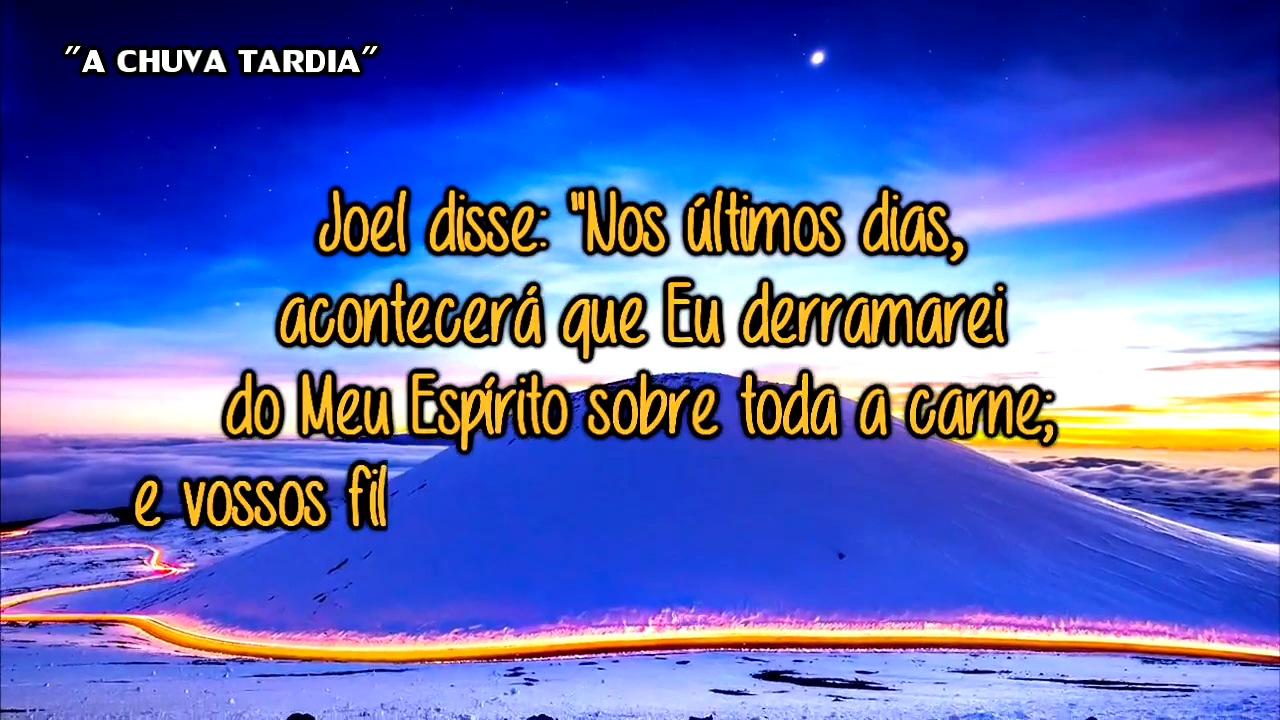 "A CHUVA TARDIA"
Joel disse: "Nos últimos dias,
acontecerá que Eu derramarei
do Meu Espírito sobre toda a carne;
e vossos fil